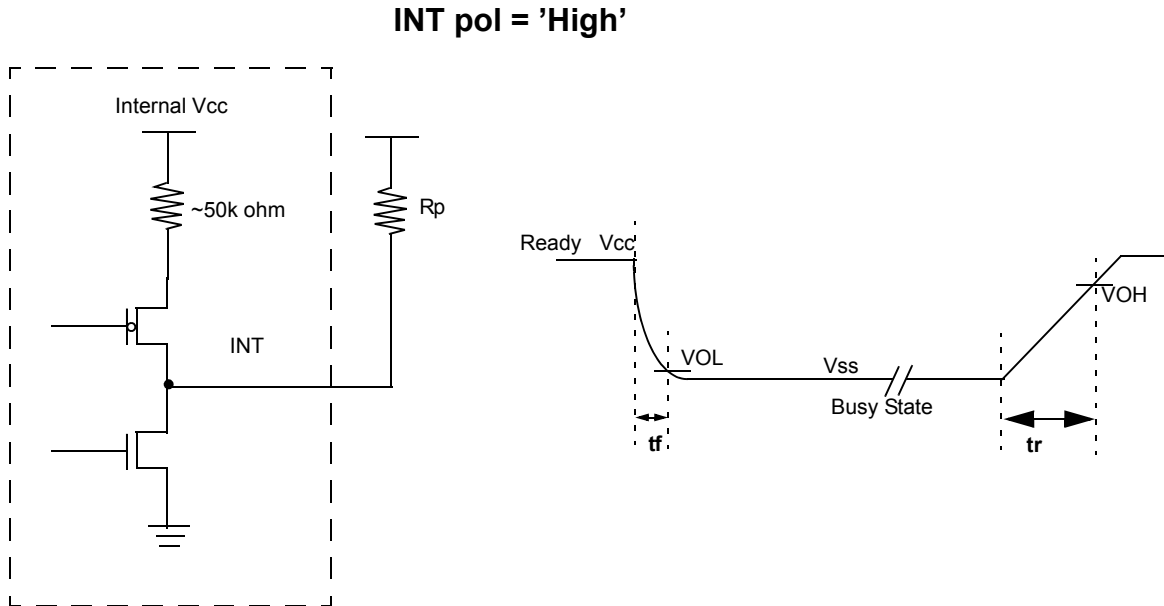 INT pol = 'High'
Internal Vcc
~50k ohm
Rp
INT
Ready Vcc
VOL
Vss
Busy State
VOH
tf
tr